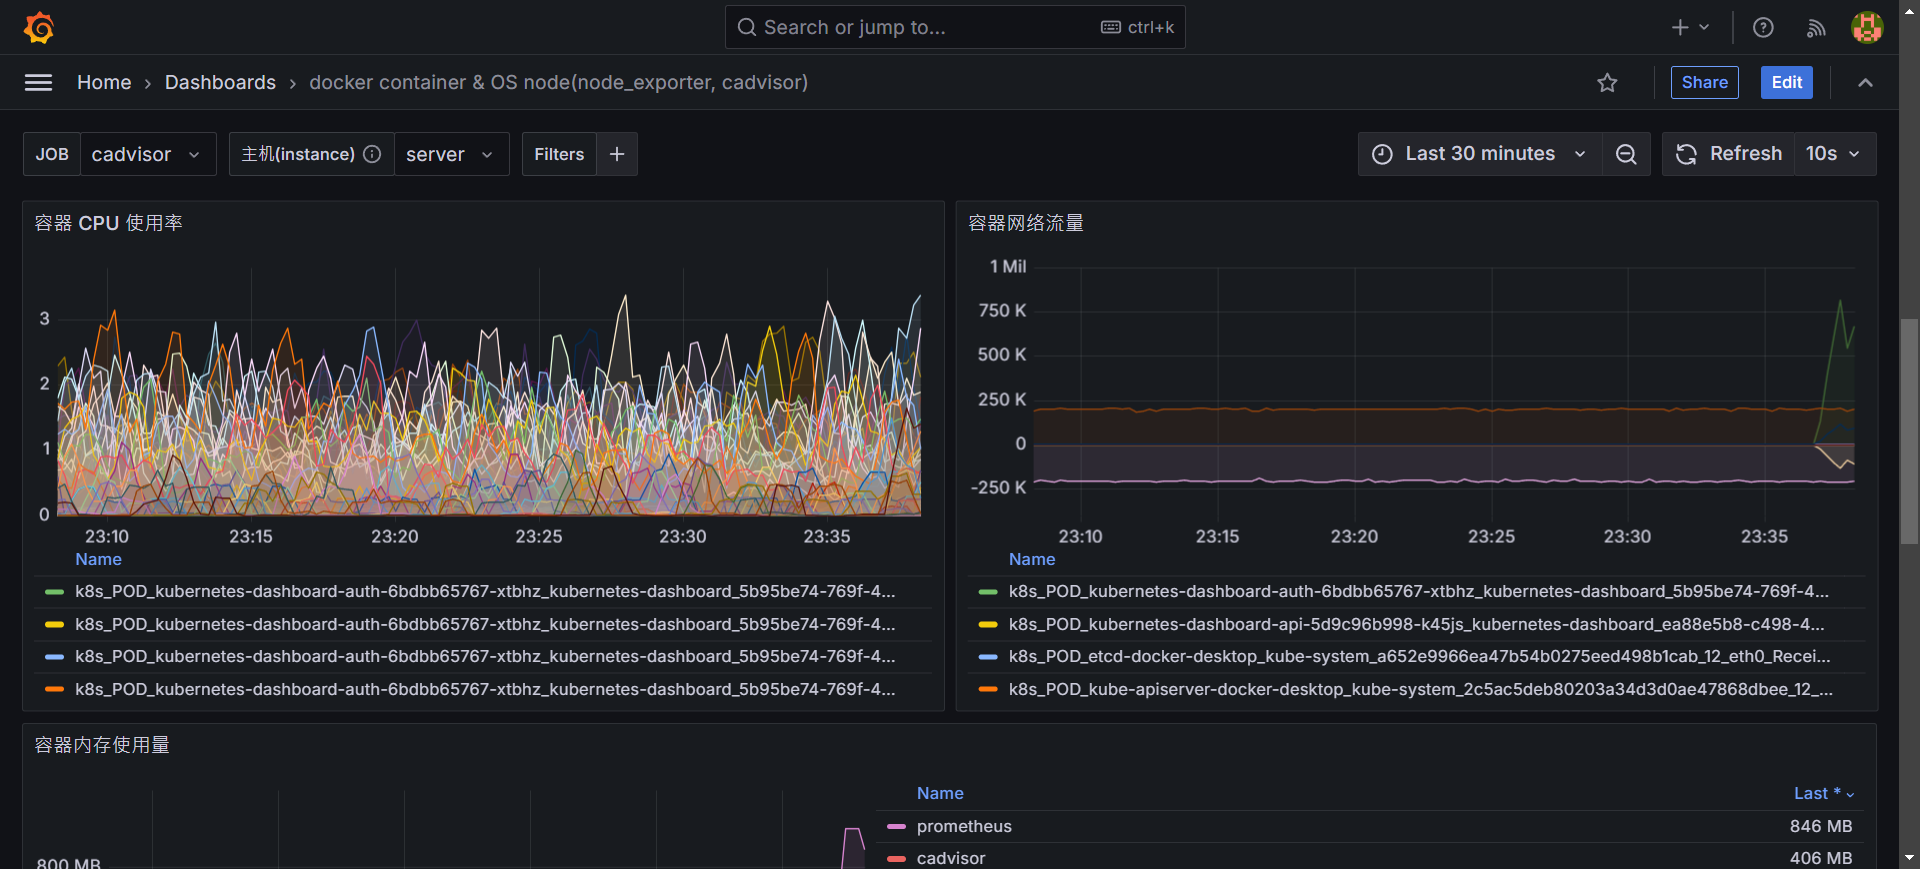 Search or jump to...
ctrl+k
Home › Dashboards › docker container & OS node(node_exporter, cadvisor)
Share
Edit
JOB
cadvisor
主机(instance)
server
Filters
Last 30 minutes
Refresh
10s
容器 CPU 使用率
3
2
1
0
23:10 23:15 23:20 23:25 23:30 23:35
Name
k8s_POD_kubernetes-dashboard-auth-6bdbb65767-xtbhz_kubernetes-dashboard_5b95be74-769f-4...
k8s_POD_kubernetes-dashboard-auth-6bdbb65767-xtbhz_kubernetes-dashboard_5b95be74-769f-4...
k8s_POD_kubernetes-dashboard-auth-6bdbb65767-xtbhz_kubernetes-dashboard_5b95be74-769f-4...
k8s_POD_kubernetes-dashboard-auth-6bdbb65767-xtbhz_kubernetes-dashboard_5b95be74-769f-4...
容器网络流量
1 Mil
750 K
500 K
250 K
0
-250 K
23:10 23:15 23:20 23:25 23:30 23:35
Name
k8s_POD_kubernetes-dashboard-auth-6bdbb65767-xtbhz_kubernetes-dashboard_5b95be74-769f-4...
k8s_POD_kubernetes-dashboard-api-5d9c96b998-k45js_kubernetes-dashboard_ea88e5b8-c498-4...
k8s_POD_etcd-docker-desktop_kube-system_a652e9966ea47b54b0275eed498b1cab_12_eth0_Recei...
k8s_POD_kube-apiserver-docker-desktop_kube-system_2c5ac5deb80203a34d3d0ae47868dbee_12_...
容器内存使用量
800 MB
Name Last *
prometheus 846 MB
cadvisor 406 MB